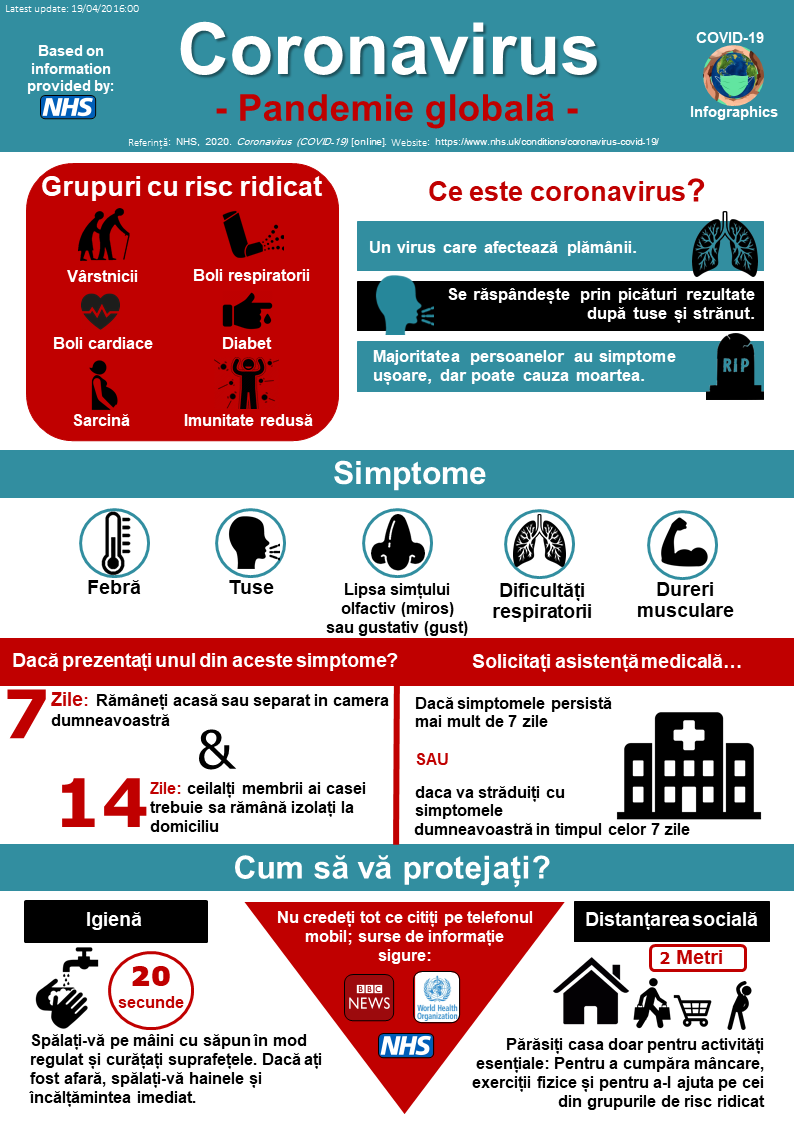 Latest update: 19/04/2016:00
Based on
information
provided by:
NHS
Coronavirus
- Pandemie globală -
COVID-19
Infographics
Referință: NHS, 2020. Coronavirus (COVID-19) [online]. Website: https://www.nhs.uk/conditions/coronavirus-covid-19/
Grupuri cu risc ridicat
Vârstnicii
Boli respiratorii
Boli cardiace
Diabet
Sarcină
Imunitate redusă
Ce este coronavirus?
Un virus care afectează plămânii.
Se răspândește prin picături rezultate
după tuse și strănut.
Majoritatea persoanelor au simptome
ușoare, dar poate cauza moartea.
RIP
Simptome
Febră
Tuse
Lipsa simțului
olfactiv (miros)
sau gustativ (gust)
Dificultăți
respiratorii
Dureri
musculare
Dacă prezentați unul din aceste simptome?
7 Zile: Rămâneți acasă sau separat in camera
dumneavoastră
&
14 Zile: ceilalți membrii ai casei
trebuie sa rămână izolați la
domiciliu
Solicitați asistență medicală…
Dacă simptomele persistă
mai mult de 7 zile
SAU
daca va străduiți cu
simptomele
dumneavoastră in timpul celor 7 zile
Cum să vă protejați?
Igienă
20
secunde
Spălați-vă pe mâini cu săpun în mod
regulat și curățați suprafețele. Dacă ați
fost afară, spălați-vă hainele și
încălțămintea imediat.
Nu credeți tot ce citiți pe telefonul
mobil; surse de informație
sigure:
BBC
NEWS
World Health
Organization
NHS
Distanțarea socială
2 Metri
Părăsiți casa doar pentru activități
esențiale: Pentru a cumpăra mâncare,
exerciții fizice și pentru a-l ajuta pe cei
din grupurile de risc ridicat